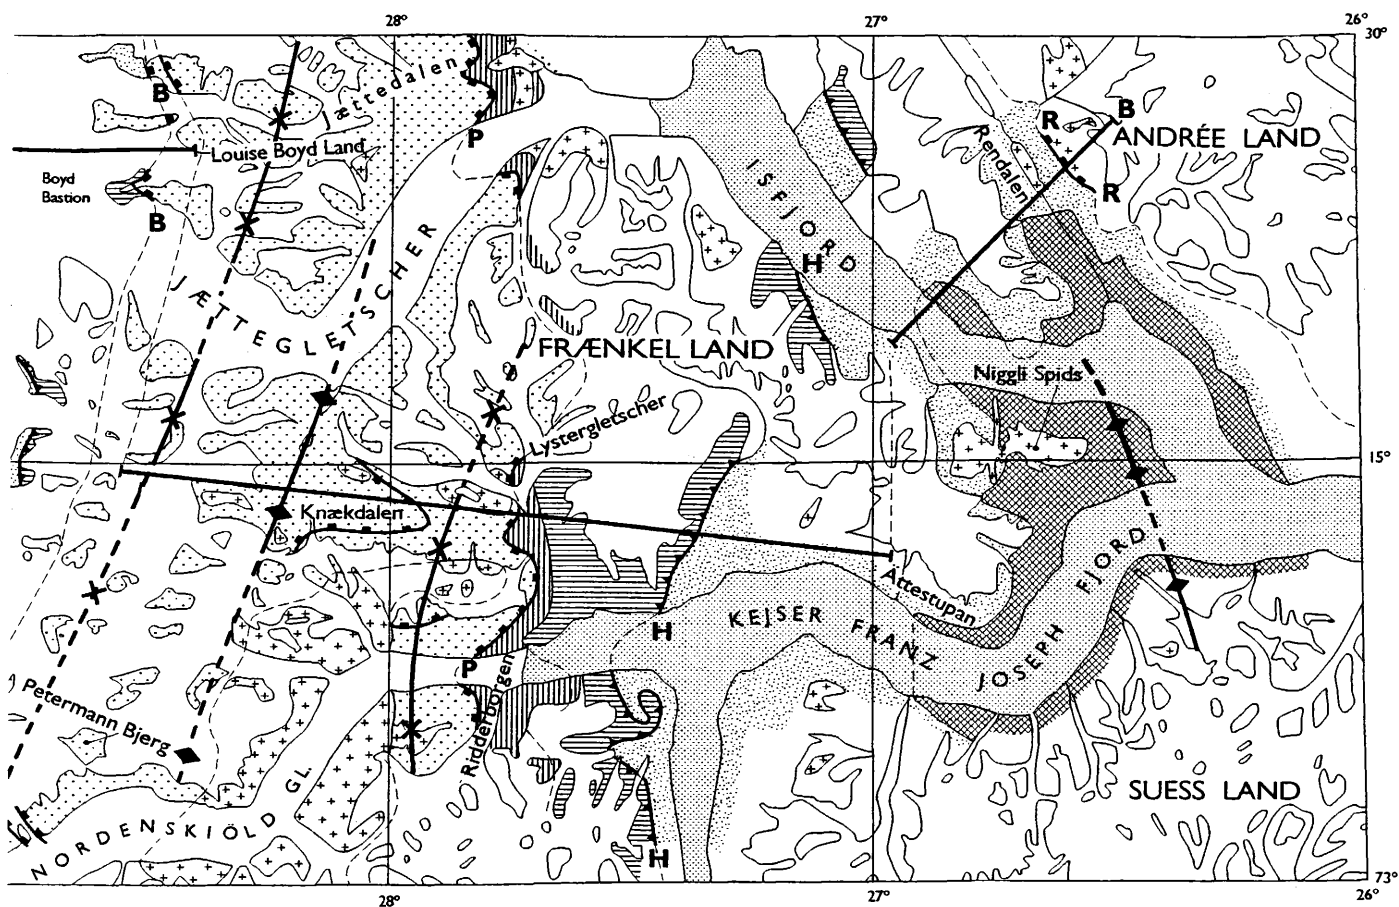 28°
27°
26°
30°
Jættedalen
B
P
R
B
ANDRÉE LAND
Louise Boyd Land
Rendalen
Boyd
Bastion
B
R
ISFJORD
H
JÆTTEGLETSCHER
FRÆNKEL LAND
Niggli Spids
Lystergletscher
15°
Knækdalen
Attestupan
KEJSER FRANZ
JOSEPH FJORD
H
P
Ridderborgen
Petermann Bjerg
NORDENSKIÖLD GL.
SUESS LAND
H
73°
28°
27°
26°